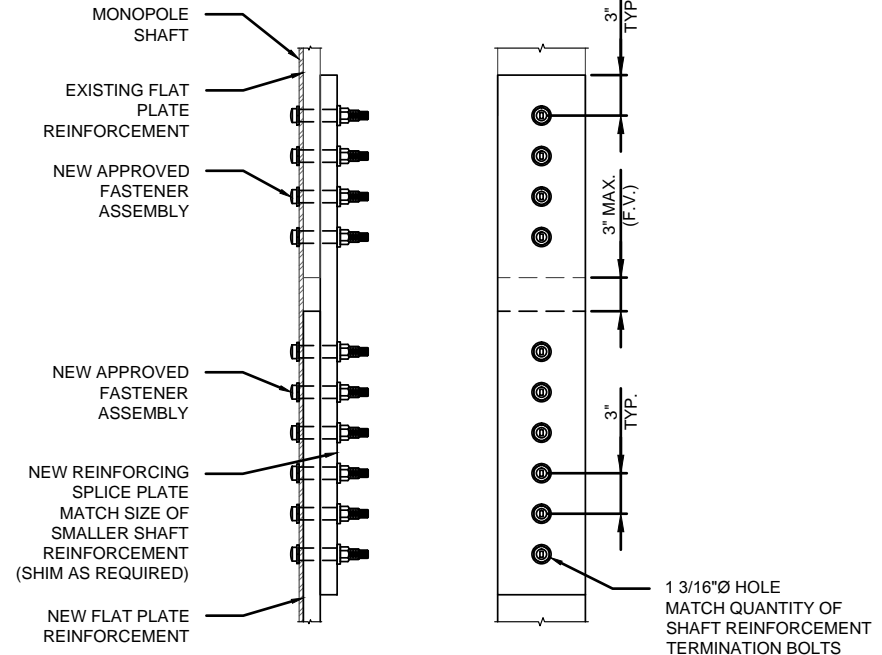 MONOPOLE
SHAFT
EXISTING FLAT
PLATE
REINFORCEMENT
NEW APPROVED
FASTENER
ASSEMBLY
NEW APPROVED
FASTENER
ASSEMBLY
NEW REINFORCING
SPLICE PLATE
MATCH SIZE OF
SMALLER SHAFT
REINFORCEMENT
(SHIM AS REQUIRED)
NEW FLAT PLATE
REINFORCEMENT
3"
TYP
3" MAX.
(F.V.)
3"
TYP.
1 3/16"Ø HOLE
MATCH QUANTITY OF
SHAFT REINFORCEMENT
TERMINATION BOLTS